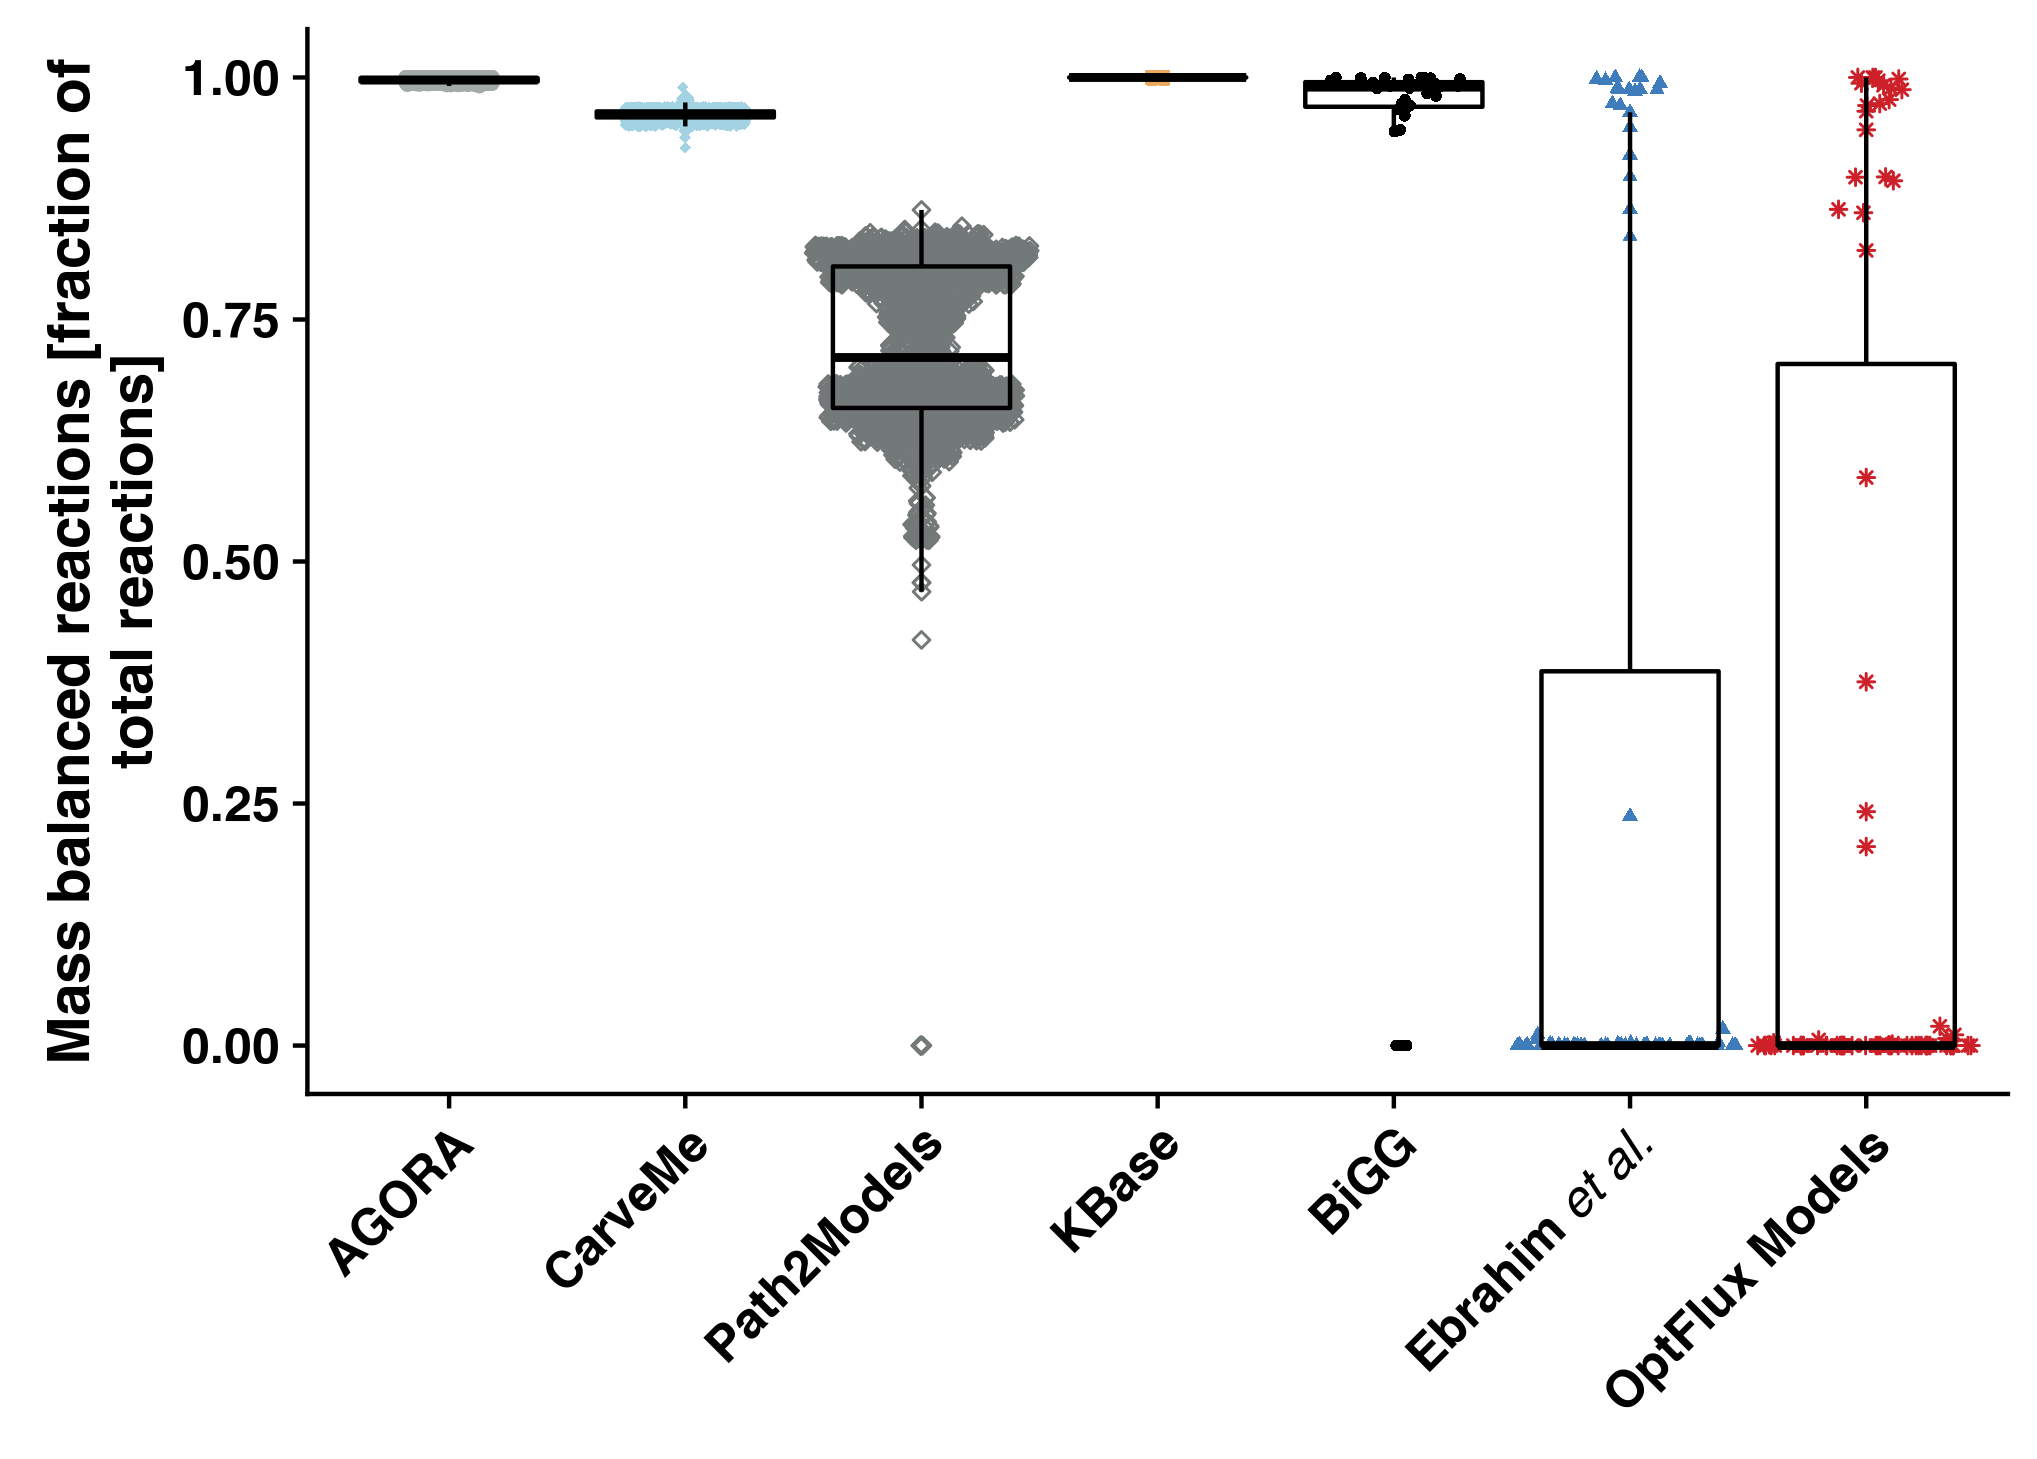 Mass balanced reactions [fraction of
total reactions]
1.00
0.75
0.50
0.25
0.00
AGORA
CarveMe
Path2Models
KBase
BiGG
Ebrahim et al.
OptFlux Models